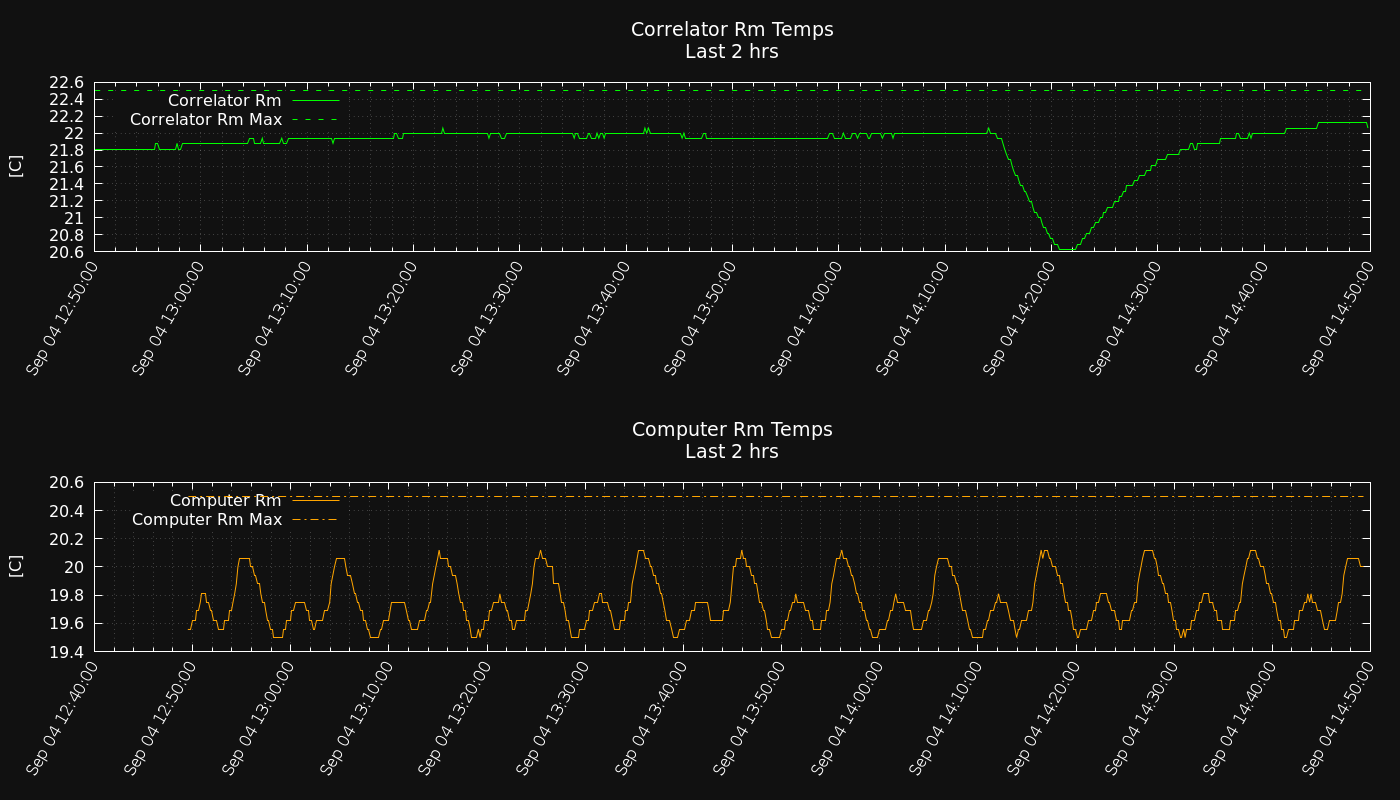 Correlator Rm Temps
Last 2 hrs
22.6
22.4
22.2
22
21.8
21.6
21.4
21.2
21
20.8
20.6
[C]
Correlator Rm
Correlator Rm Max
Sep 04 12:50:00
Sep 04 13:00:00
Sep 04 13:10:00
Sep 04 13:20:00
Sep 04 13:30:00
Sep 04 13:40:00
Sep 04 13:50:00
Sep 04 14:00:00
Sep 04 14:10:00
Sep 04 14:20:00
Sep 04 14:30:00
Sep 04 14:40:00
Sep 04 14:50:00
Computer Rm Temps
Last 2 hrs
20.6
20.4
20.2
20
19.8
19.6
19.4
[C]
Computer Rm
Computer Rm Max
Sep 04 12:40:00
Sep 04 12:50:00
Sep 04 13:00:00
Sep 04 13:10:00
Sep 04 13:20:00
Sep 04 13:30:00
Sep 04 13:40:00
Sep 04 13:50:00
Sep 04 14:00:00
Sep 04 14:10:00
Sep 04 14:20:00
Sep 04 14:30:00
Sep 04 14:40:00
Sep 04 14:50:00